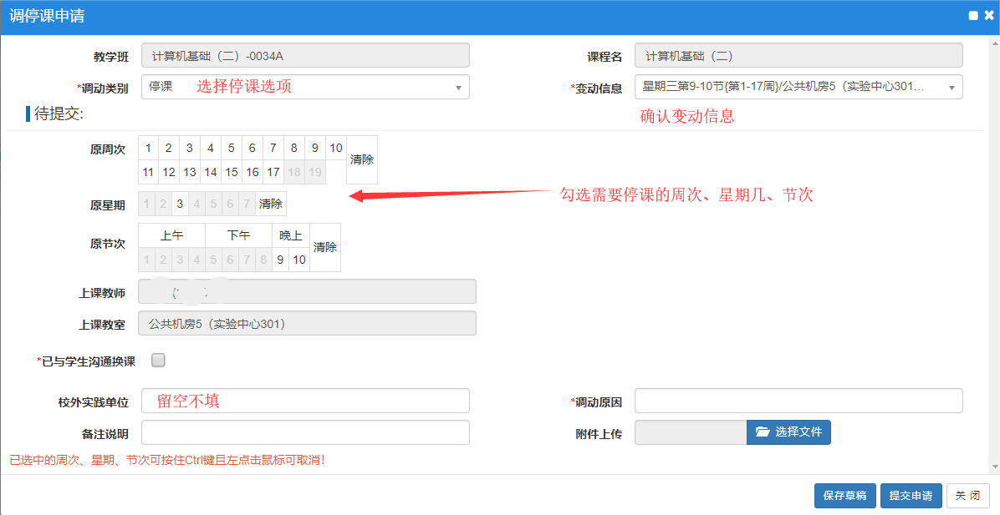 调停课申请
教学班 计算机基础（二）-0034A 课程名 计算机基础（二）
*调动类别 停课 选择停课选项 *变动信息 星期三第9-10节{第1-17周}/公共机房5（实验中心301...
待提交: 确认变动信息
原周次 1 2 3 4 5 6 7 8 9 10 清除
11 12 13 14 15 16 17 18 19
勾选需要停课的周次、星期几、节次
原星期 1 2 3 4 5 6 7 清除
原节次 上午 下午 晚上 清除
1 2 3 4 5 6 7 8 9 10
上课教师
上课教室 公共机房5（实验中心301）
*已与学生沟通换课
校外实践单位 留空不填 *调动原因
备注说明 附件上传 选择文件
已选中的周次、星期、节次可按住Ctrl键且左点击鼠标可取消！
保存草稿 提交申请 关 闭